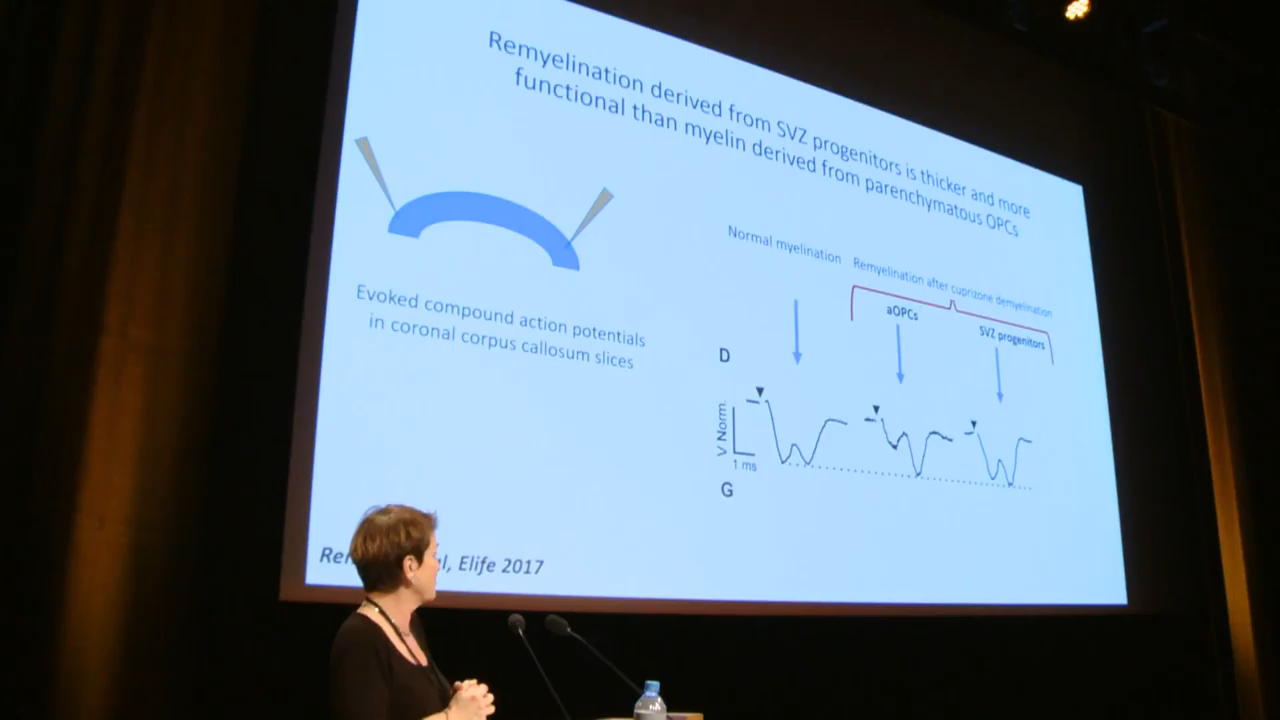 Remyelination derived from SVZ progenitors is thicker and more
functional than myelin derived from parenchymatous OPCs
Evoked compound action potentials
in coronal corpus callosum slices
Normal myelination
Remyelination after cuprizone demyelination
aOPCs
SVZ progenitors
D
V Norm.
1 ms
G
Elife 2017